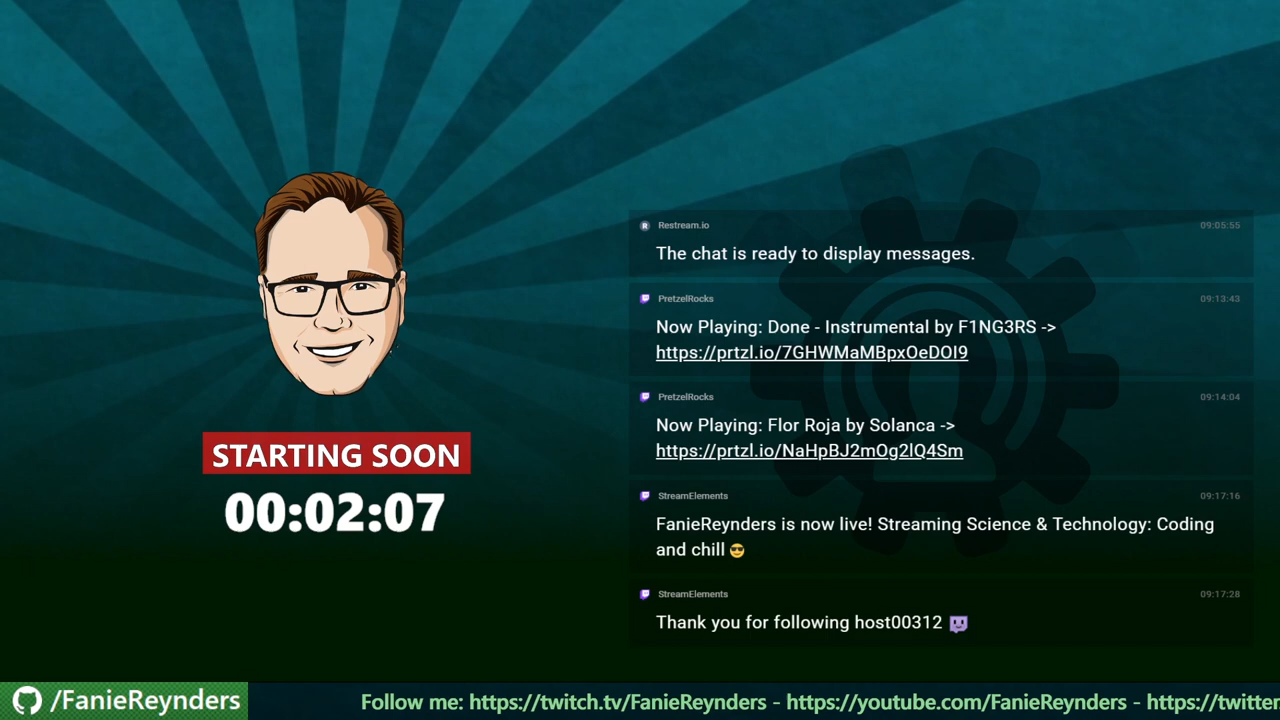 Restream.io 09:05:55
The chat is ready to display messages.
PretzelRocks 09:13:43
Now Playing: Done - Instrumental by F1NG3RS ->
https://prtzl.io/7GHWMaMBpxOeDOI9
PretzelRocks 09:14:04
Now Playing: Flor Roja by Solanca ->
https://prtzl.io/NaHpBJ2mOg2lQ4Sm
StreamElements 09:17:16
FanieReynders is now live! Streaming Science & Technology: Coding
and chill 😎
StreamElements 09:17:28
Thank you for following host00312
STARTING SOON
00:02:07
/FanieReynders
Follow me: https://twitch.tv/FanieReynders - https://youtube.com/FanieReynders - https://twitter